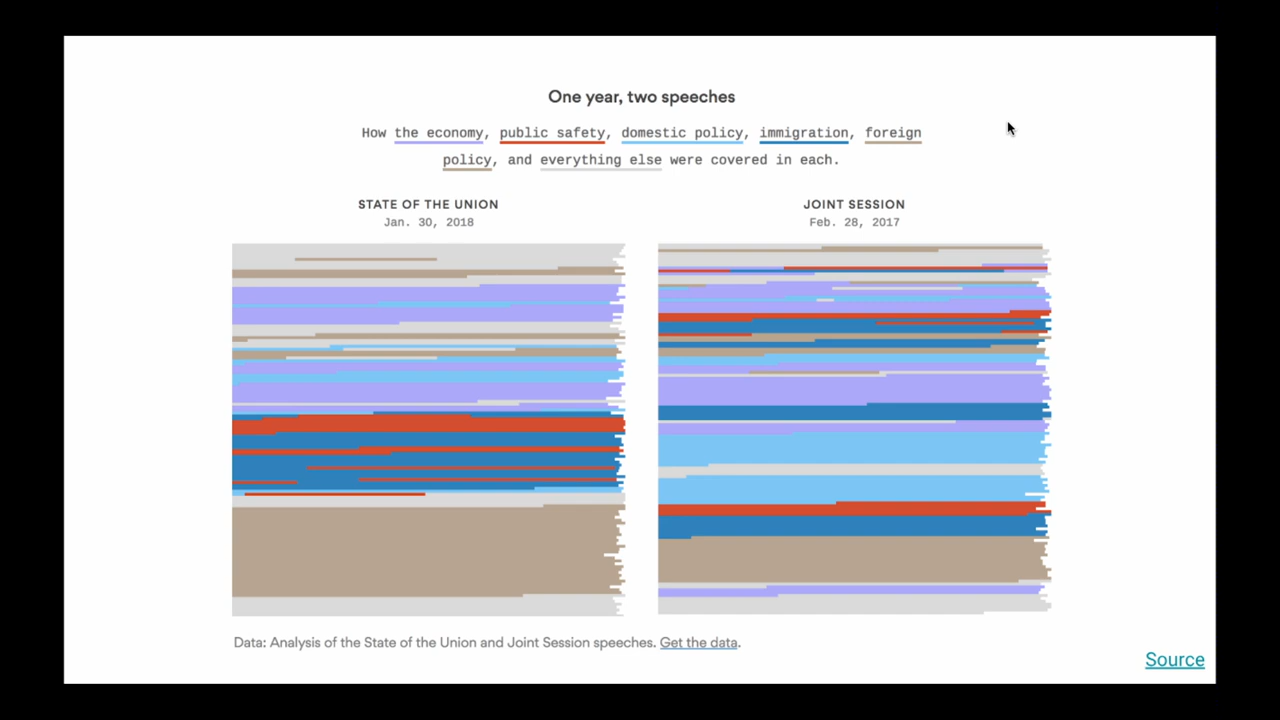 One year, two speeches
How the economy, public safety, domestic policy, immigration, foreign
policy, and everything else were covered in each.
STATE OF THE UNION
Jan. 30, 2018
JOINT SESSION
Feb. 28, 2017
Data: Analysis of the State of the Union and Joint Session speeches. Get the data.
Source